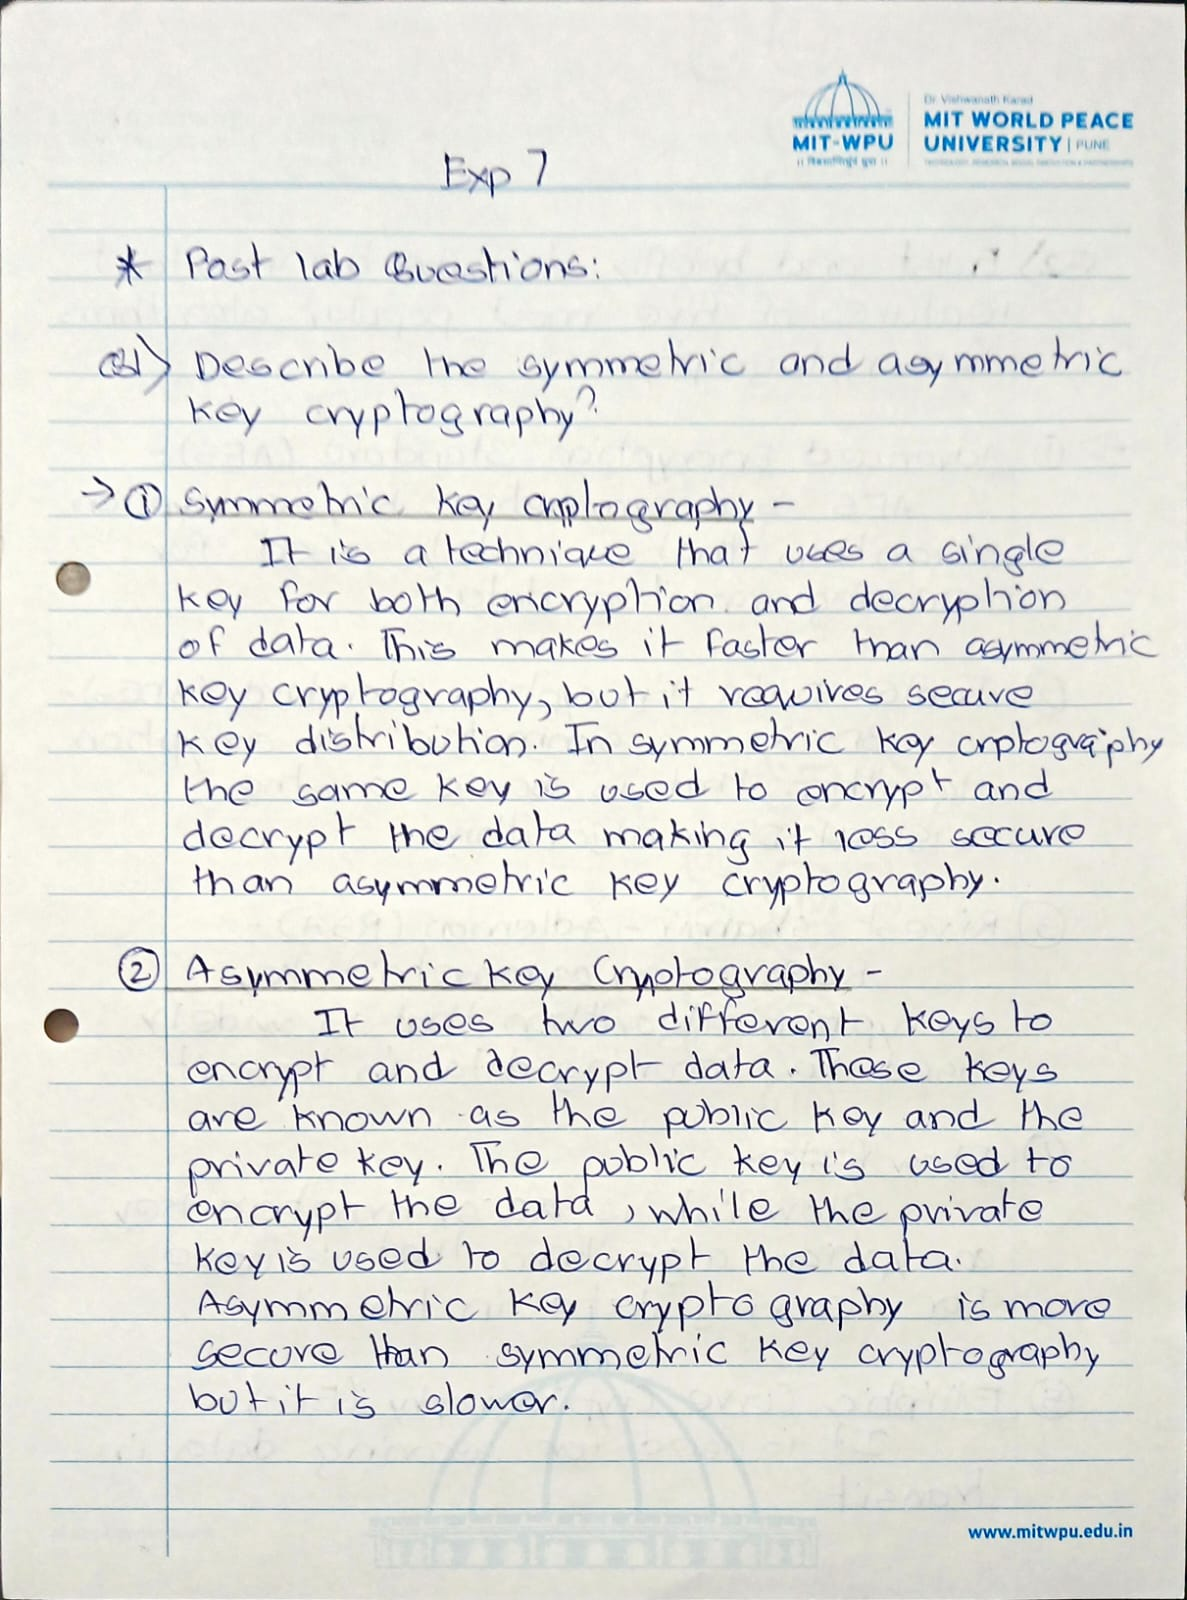 Dr. Vishwanath Karad
MIT WORLD PEACE
UNIVERSITY | PUNE
MIT-WPU
Exp 7
* Post lab Questions:
Q1) Describe the symmetric and asymmetric
key cryptography?
→ ① Symmetric key cryptography -
It is a technique that uses a single
key for both encryption and decryption
of data. This makes it faster than asymmetric
key cryptography, but it requires secure
key distribution. In symmetric key cryptography
the same key is used to encrypt and
decrypt the data making it less secure
than asymmetric key cryptography.
② Asymmetric key Cryptography -
It uses two different keys to
encrypt and decrypt data. These keys
are known as the public key and the
private key. The public key is used to
encrypt the data, while the private
key is used to decrypt the data.
Asymmetric key cryptography is more
secure than symmetric key cryptography
but it is slower.
www.mitwpu.edu.in